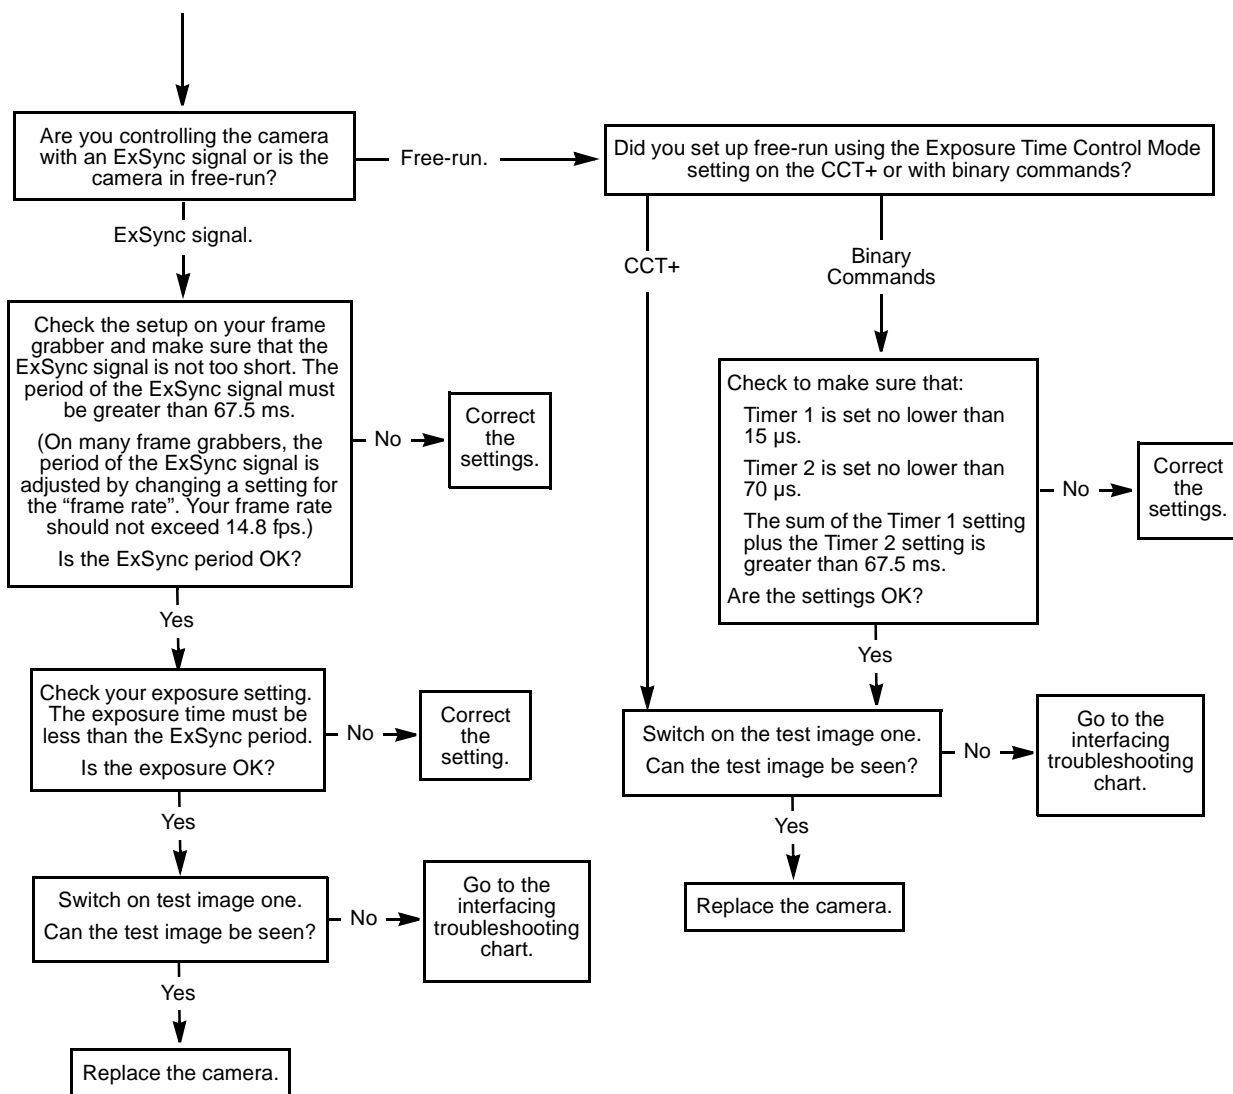 Are you controlling the camera
with an ExSync signal or is the
camera in free-run?
Free-run.
Did you set up free-run using the Exposure Time Control Mode
setting on the CCT+ or with binary commands?
ExSync signal.
CCT+
Binary
Commands
Check the setup on your frame
grabber and make sure that the
ExSync signal is not too short. The
period of the ExSync signal must
be greater than 67.5 ms.
(On many frame grabbers, the
period of the ExSync signal is
adjusted by changing a setting for
the “frame rate”. Your frame rate
should not exceed 14.8 fps.)
Is the ExSync period OK?
No
Correct
the
settings.
Check to make sure that:
Timer 1 is set no lower than
15 µs.
Timer 2 is set no lower than
70 µs.
The sum of the Timer 1 setting
plus the Timer 2 setting is
greater than 67.5 ms.
Are the settings OK?
No
Correct
the
settings.
Yes
Yes
Check your exposure setting.
The exposure time must be
less than the ExSync period.
Is the exposure OK?
No
Correct
the
setting.
Switch on the test image one.
Can the test image be seen?
No
Go to the
interfacing
troubleshooting
chart.
Yes
Yes
Switch on test image one.
Can the test image be seen?
No
Go to the
interfacing
troubleshooting
chart.
Replace the camera.
Yes
Replace the camera.